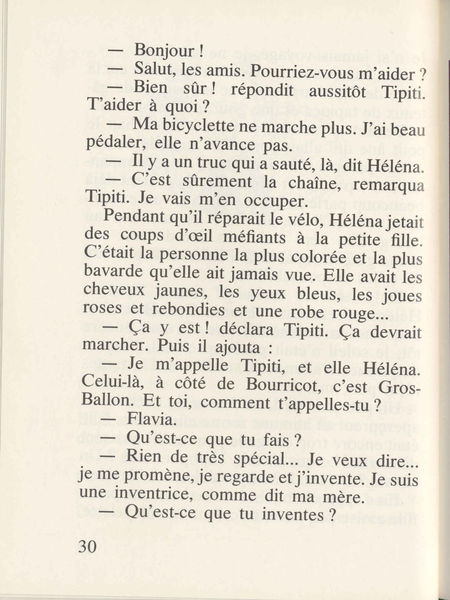 — Bonjour !
— Salut, les amis. Pourriez-vous m'aider ?
— Bien sûr ! répondit aussitôt Tipiti.
T'aider à quoi ?
— Ma bicyclette ne marche plus. J'ai beau
pédaler, elle n'avance pas.
— Il y a un truc qui a sauté, là, dit Héléna.
— C'est sûrement la chaîne, remarqua
Tipiti. Je vais m'en occuper.
Pendant qu'il réparait le vélo, Héléna jetait
des coups d'œil méfiants à la petite fille.
C'était la personne la plus colorée et la plus
bavarde qu'elle ait jamais vue. Elle avait les
cheveux jaunes, les yeux bleus, les joues
roses et rebondies et une robe rouge...
— Ça y est ! déclara Tipiti. Ça devrait
marcher. Puis il ajouta :
— Je m'appelle Tipiti, et elle Héléna.
Celui-là, à côté de Bourricot, c'est Gros-
Ballon. Et toi, comment t'appelles-tu ?
— Flavia.
— Qu'est-ce que tu fais ?
— Rien de très spécial... Je veux dire...
je me promène, je regarde et j'invente. Je suis
une inventrice, comme dit ma mère.
— Qu'est-ce que tu inventes ?
30